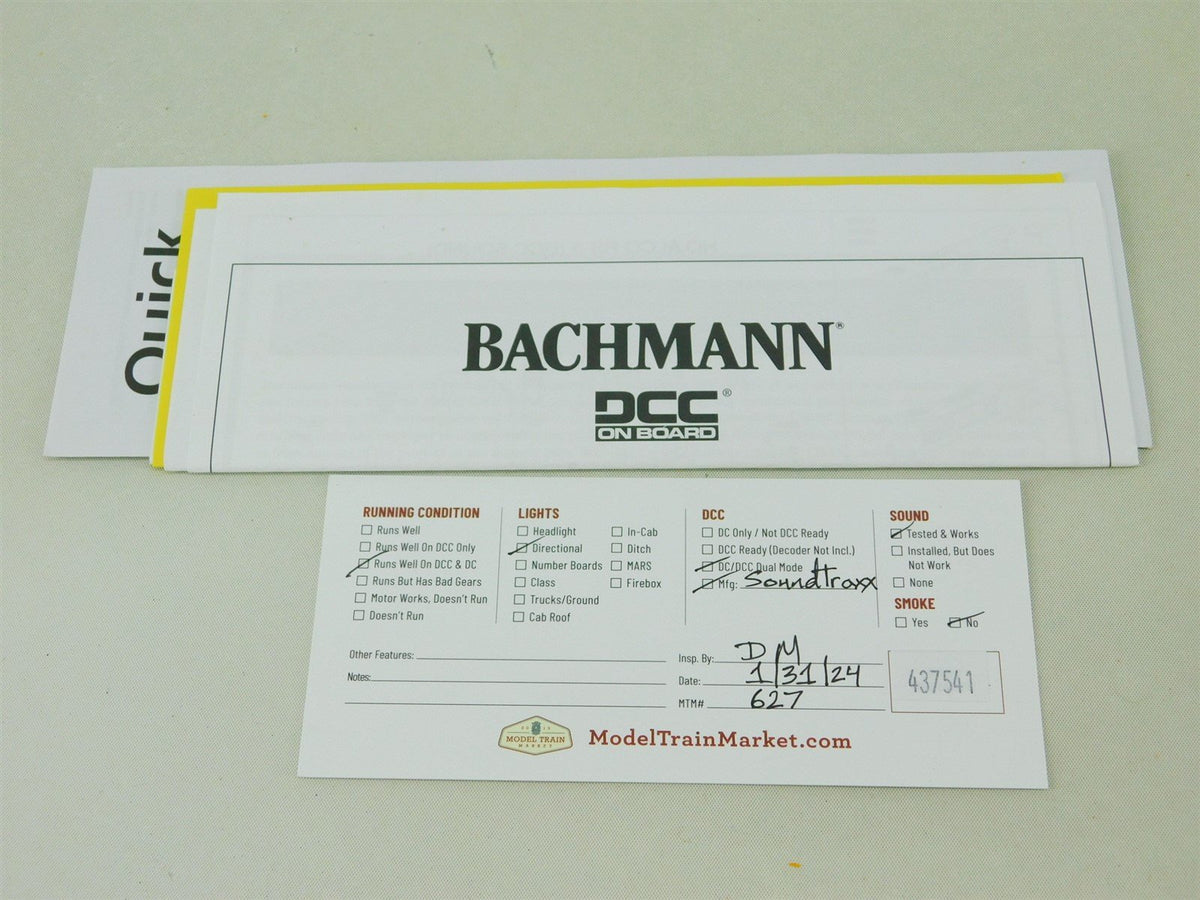 Quick
BACHMANN®
DCC®
ON BOARD
RUNNING CONDITION
Runs Well
Runs Well On DCC Only
Runs Well On DCC & DC
Runs But Has Bad Gears
Motor Works, Doesn't Run
Doesn't Run
LIGHTS
Headlight
Directional
Number Boards
Class
Trucks/Ground
Cab Roof
In-Cab
Ditch
MARS
Firebox
DCC
DC Only / Not DCC Ready
DCC Ready (Decoder Not Incl.)
DC/DCC Dual Mode
Mfg: Soundtraxx
SOUND
Tested & Works
Installed, But Does
Not Work
None
SMOKE
Yes No
Other Features:
Notes:
Insp. By: DM
Date: 1/31/24
MTM# 627
437541
2013
MODEL TRAIN
MARKET
ModelTrainMarket.com